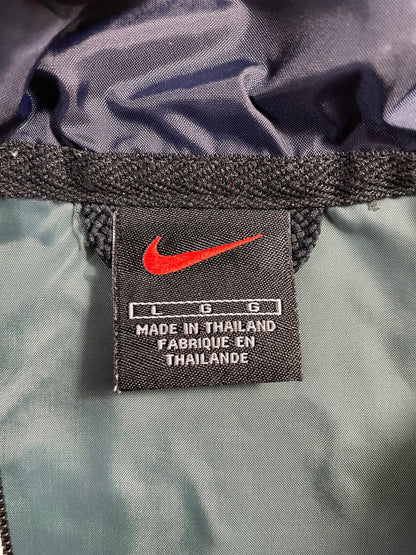 L G G
MADE IN THAILAND
FABRIQUE EN
THAILANDE